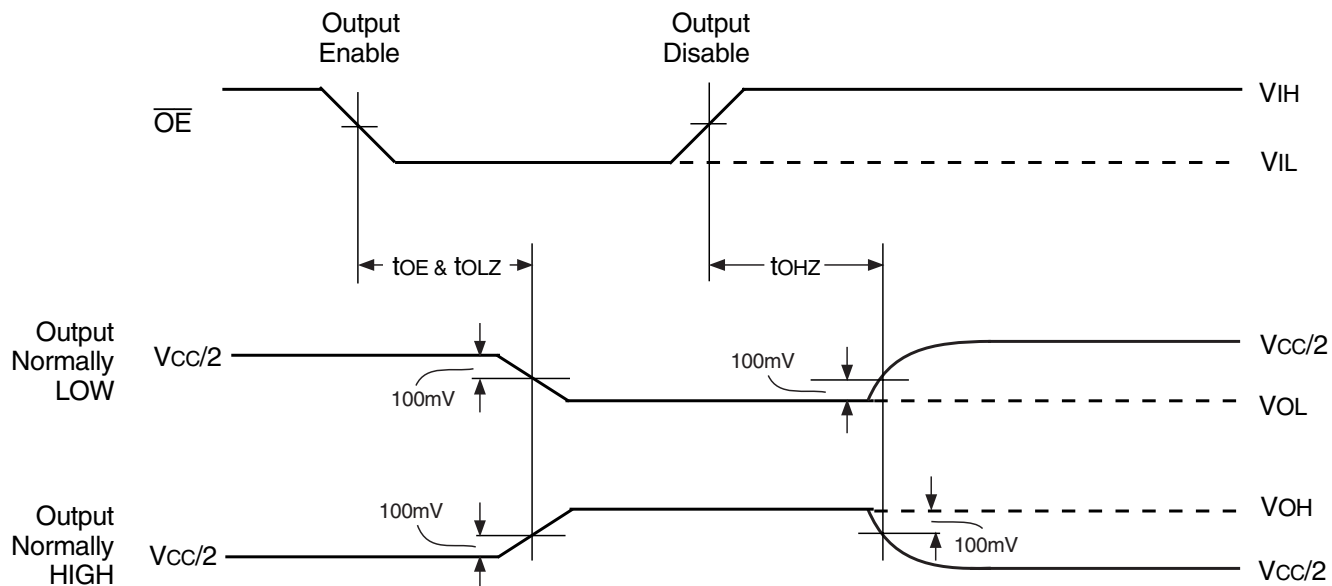 Output
Enable
Output
Disable
OE
VIH
VIL
tOE & tOLZ
tOHZ
Output
Normally
LOW
VCC/2
100mV
100mV
VCC/2
VOL
Output
Normally
HIGH
VCC/2
100mV
VOH
100mV
VCC/2